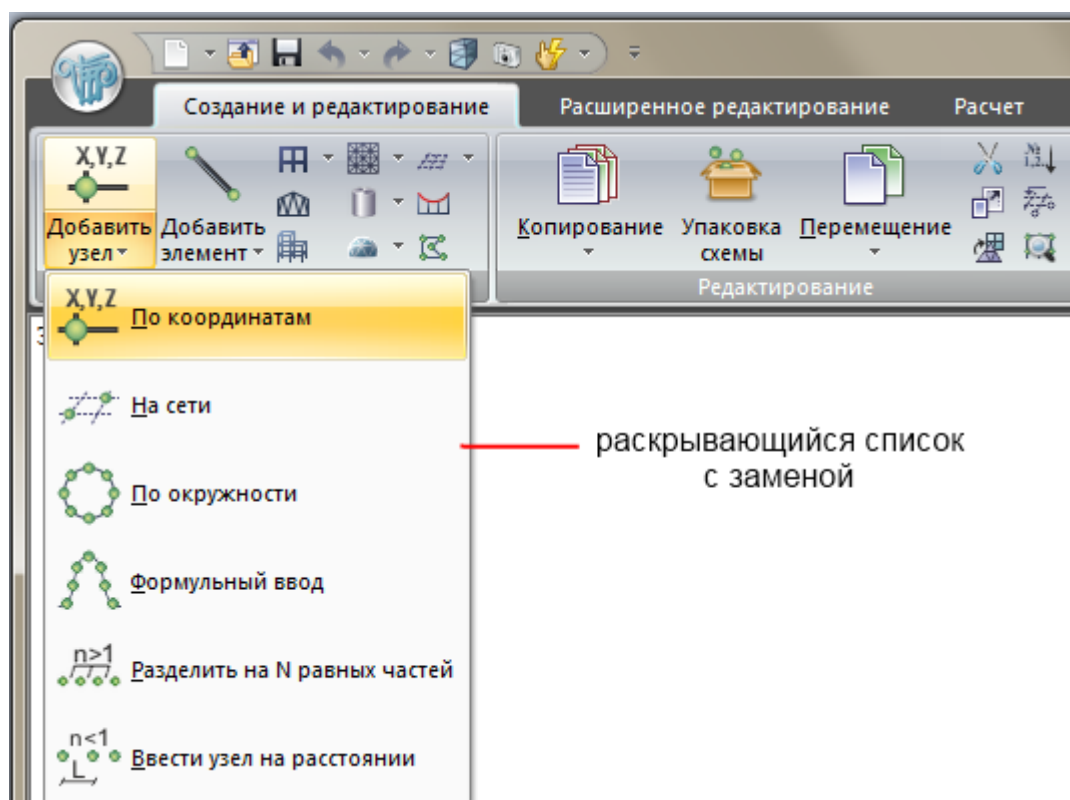 Создание и редактирование
Расширенное редактирование
Расчет
X,Y,Z
Добавить
узел
Добавить
элемент
Копирование
Упаковка
схемы
Перемещение
Редактирование
X,Y,Z
По координатам
На сети
По окружности
Формульный ввод
n>1
Разделить на N равных частей
n<1
L
Ввести узел на расстоянии
раскрывающийся список
с заменой